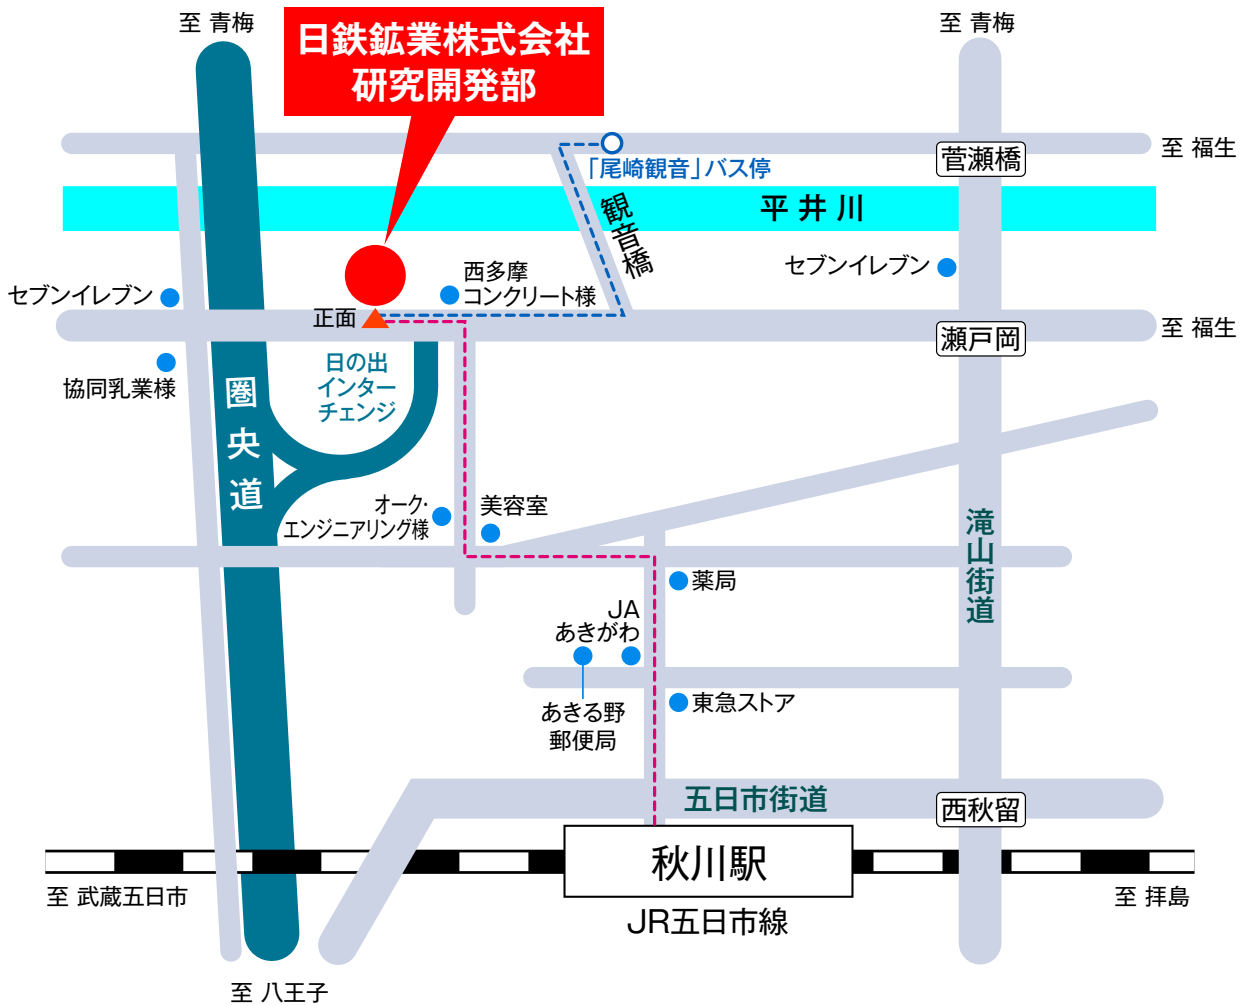 至 青梅
至 青梅
日鉄鉱業株式会社
研究開発部
至 福生
菅瀬橋
「尾崎観音」バス停
観音橋
平井川
セブンイレブン
西多摩
コンクリート様
セブンイレブン
正面
至 福生
瀬戸岡
協同乳業様
日の出
インター
チェンジ
圏央道
オーク・
エンジニアリング様
美容室
滝山街道
薬局
JA
あきがわ
あきる野
郵便局
東急ストア
五日市街道
西秋留
秋川駅
至 武蔵五日市
至 拝島
JR五日市線
至 八王子